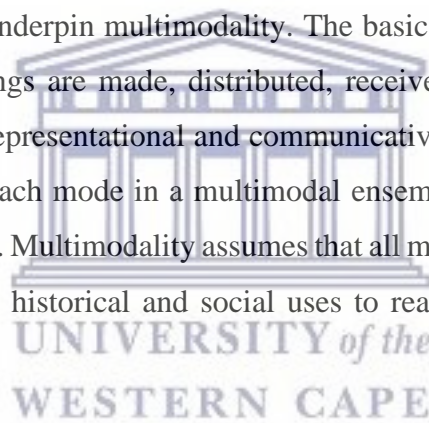 nderpin multimodality. The basic
ngs are made, distributed, receive
epresentational and communicativ
ach mode in a multimodal ensem
. Multimodality assumes that all m
historical and social uses to rea
UNIVERSITY of the
WESTERN CAPE